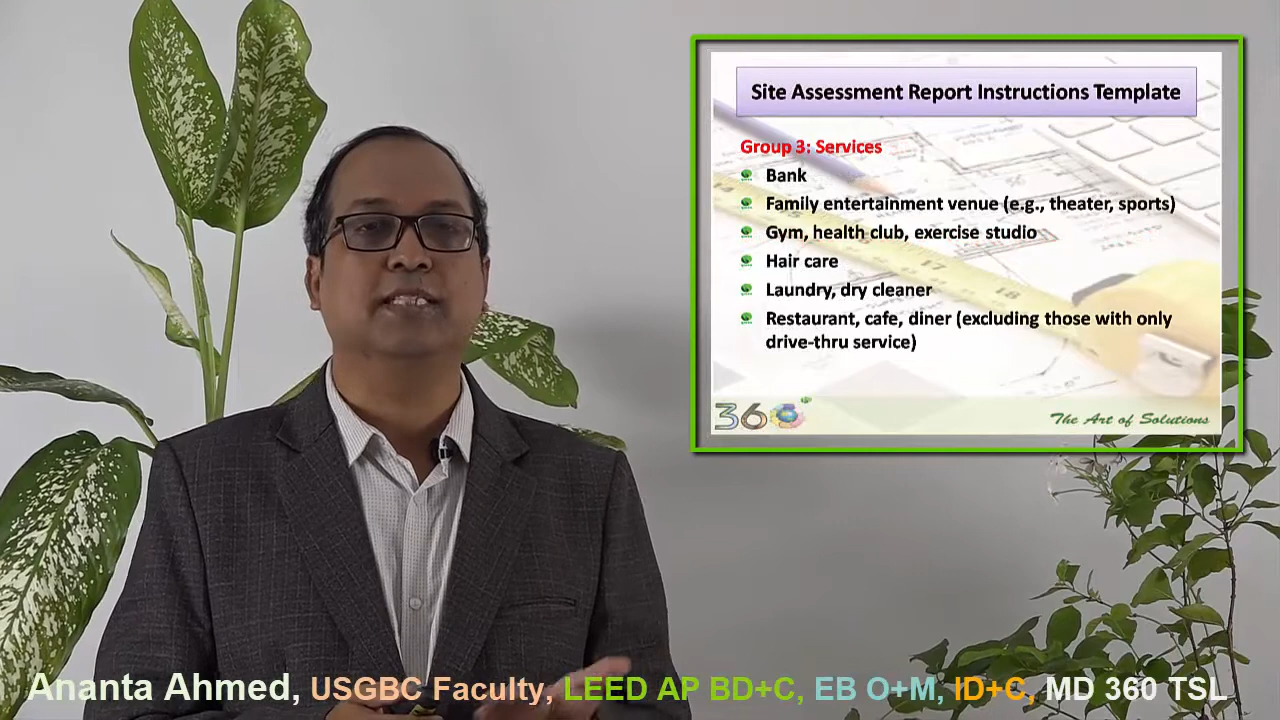 Site Assessment Report Instructions Template
Group 3: Services
Bank
Family entertainment venue (e.g., theater, sports)
Gym, health club, exercise studio
Hair care
Laundry, dry cleaner
Restaurant, cafe, diner (excluding those with only
drive-thru service)
360
The Art of Solutions
Ananta Ahmed, USGBC Faculty, LEED AP BD+C, EB O+M, ID+C, MD 360 TSL